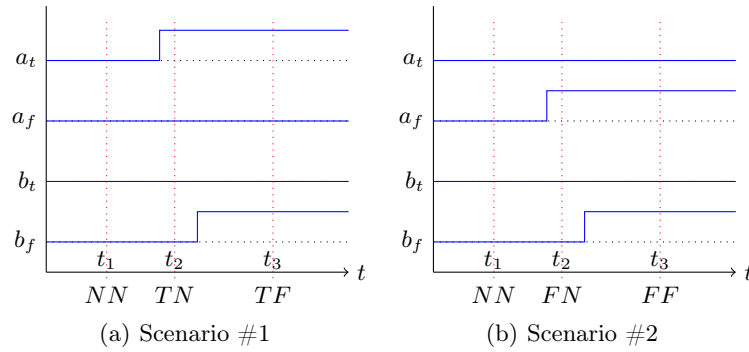 a_t
a_f
b_t
b_f
t_1 t_2 t_3 t
NN TN TF
(a) Scenario #1
a_t
a_f
b_t
b_f
t_1 t_2 t_3 t
NN FN FF
(b) Scenario #2